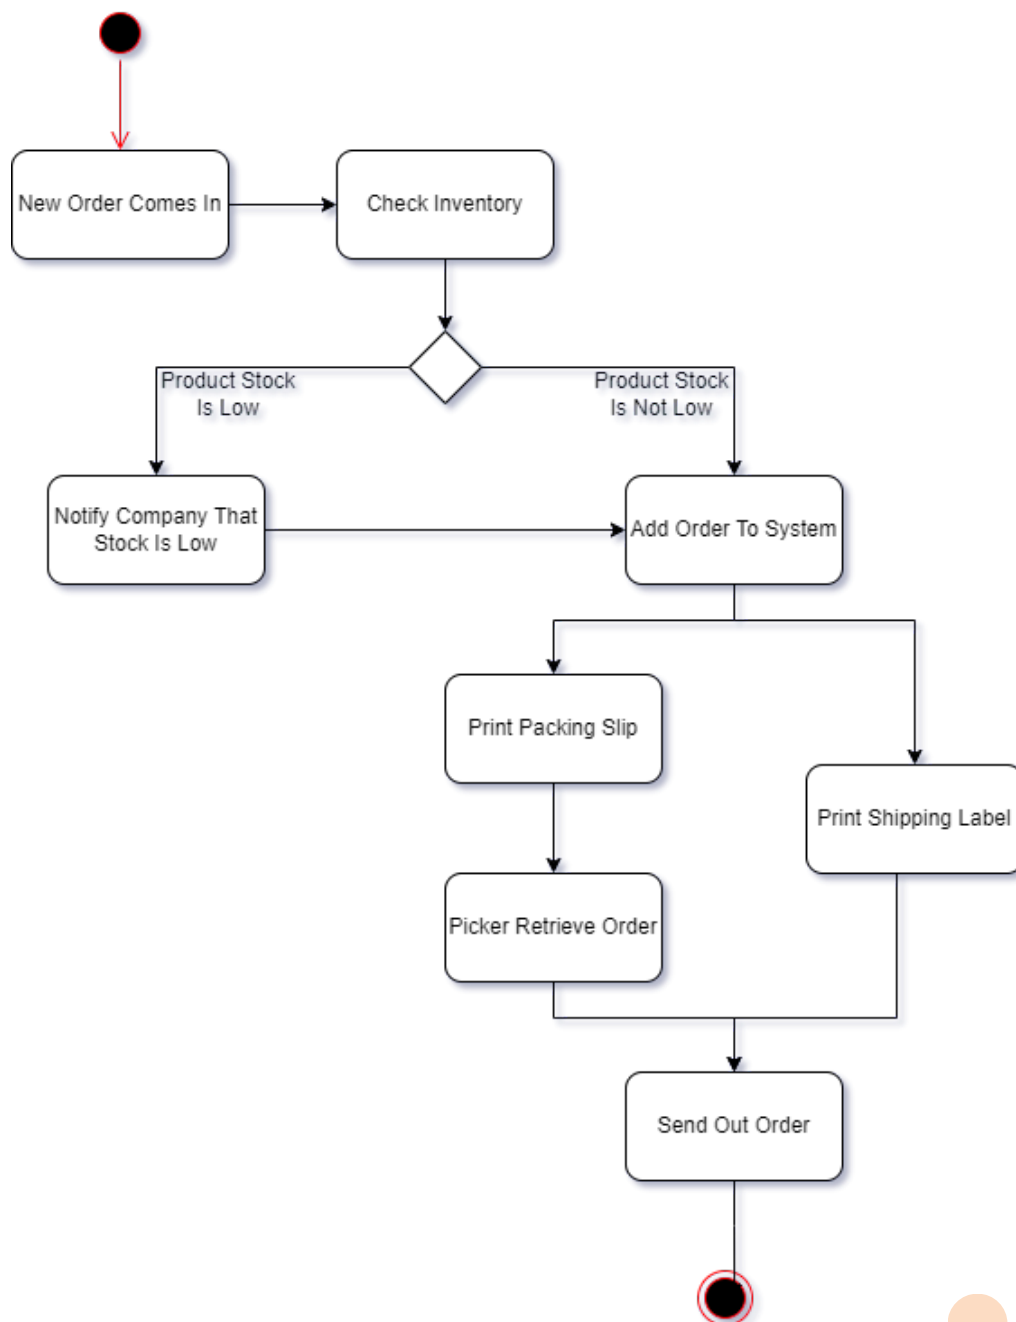 New Order Comes In
Check Inventory
Product Stock
Is Low
Product Stock
Is Not Low
Notify Company That
Stock Is Low
Add Order To System
Print Packing Slip
Print Shipping Label
Picker Retrieve Order
Send Out Order